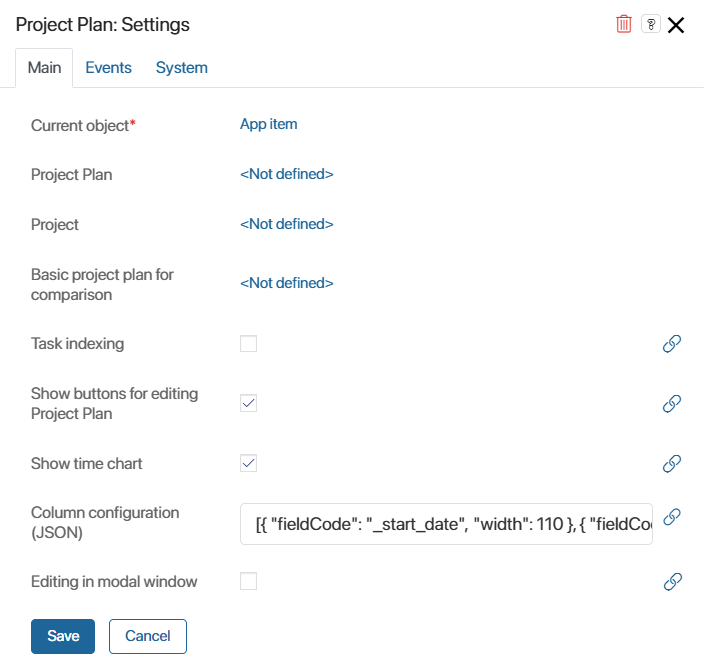 Project Plan: Settings ?
Main Events System
Current object* App item
Project Plan <Not defined>
Project <Not defined>
Basic project plan for
comparison <Not defined>
Task indexing
Show buttons for editing
Project Plan
Show time chart
Column configuration
(JSON) [{ "fieldCode": "_start_date", "width": 110 }, { "fieldCo
Editing in modal window
Save Cancel